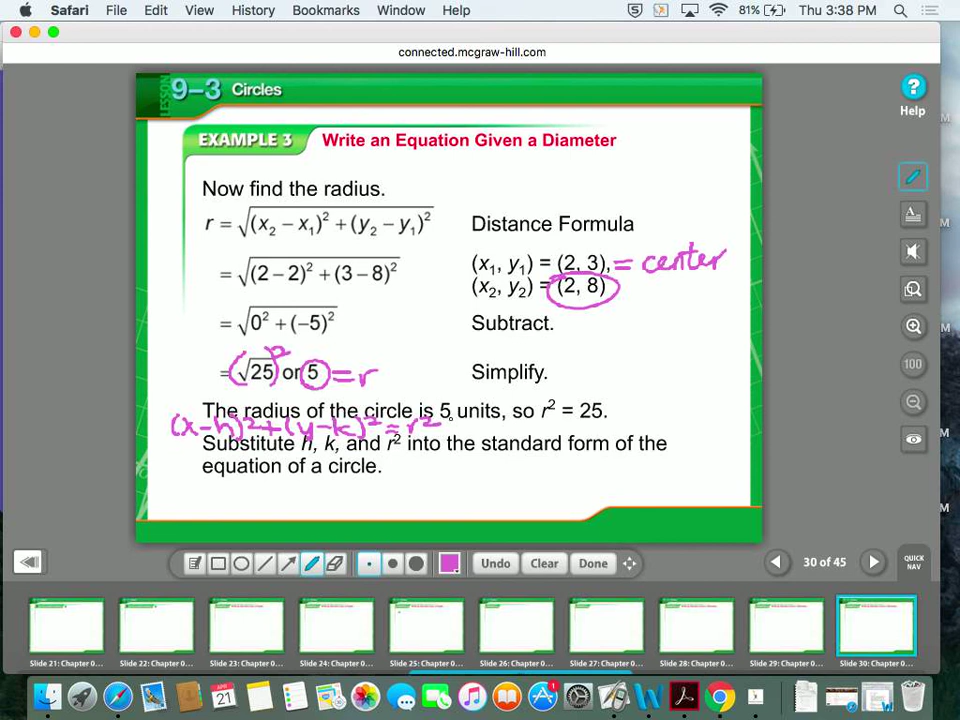 Safari File Edit View History Bookmarks Window Help 81% Thu 3:38 PM
connected.mcgraw-hill.com
LESSON 9–3 Circles
Help
EXAMPLE 3 Write an Equation Given a Diameter
Now find the radius.
r = √(x₂ – x₁)² + (y₂ – y₁)² Distance Formula
= √(2 – 2)² + (3 – 8)² (x₁, y₁) = (2, 3), = center
(x₂, y₂) = (2, 8)
= √0² + (–5)² Subtract.
= (√25)² or 5 = r Simplify.
The radius of the circle is 5 units, so r² = 25.
(x-h)²+(y-k)²=r²
Substitute h, k, and r² into the standard form of the
equation of a circle.
100
Undo Clear Done 30 of 45 QUICK NAV
Slide 21: Chapter 0... Slide 22: Chapter 0... Slide 23: Chapter 0... Slide 24: Chapter 0... Slide 25: Chapter 0... Slide 26: Chapter 0... Slide 27: Chapter 0... Slide 28: Chapter 0... Slide 29: Chapter 0... Slide 30: Chapter 0...
APR 21